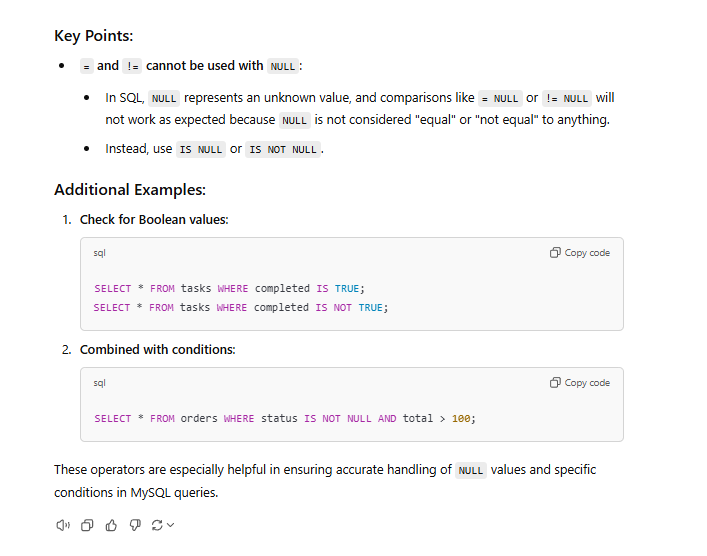 Key Points:
• = and != cannot be used with NULL:
• In SQL, NULL represents an unknown value, and comparisons like = NULL or != NULL will
not work as expected because NULL is not considered "equal" or "not equal" to anything.
• Instead, use IS NULL or IS NOT NULL.
Additional Examples:
1. Check for Boolean values:
sql Copy code
SELECT * FROM tasks WHERE completed IS TRUE;
SELECT * FROM tasks WHERE completed IS NOT TRUE;
2. Combined with conditions:
sql Copy code
SELECT * FROM orders WHERE status IS NOT NULL AND total > 100;
These operators are especially helpful in ensuring accurate handling of NULL values and specific
conditions in MySQL queries.